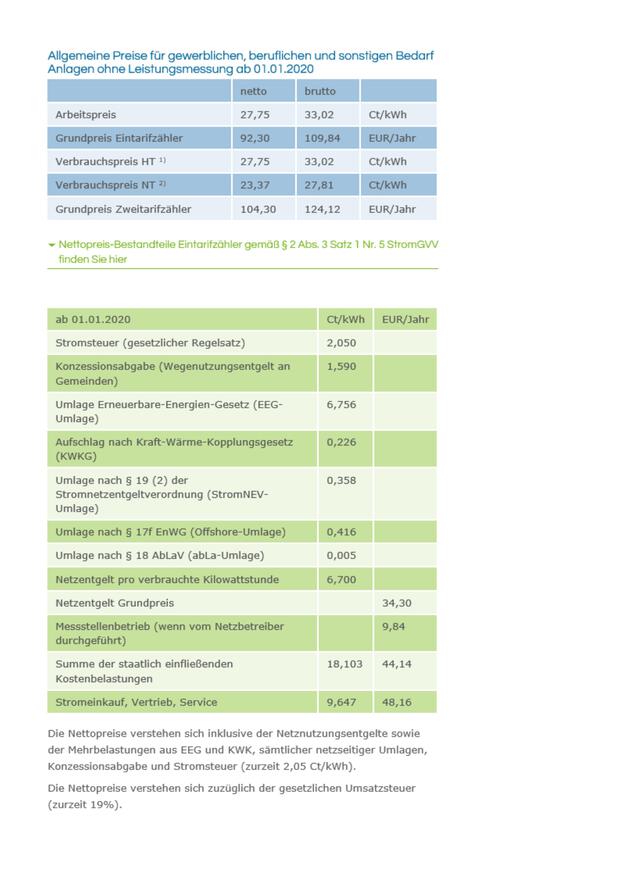 Allgemeine Preise für gewerblichen, beruflichen und sonstigen Bedarf
Anlagen ohne Leistungsmessung ab 01.01.2020
netto brutto
Arbeitspreis 27,75 33,02 Ct/kWh
Grundpreis Eintarifzähler 92,30 109,84 EUR/Jahr
Verbrauchspreis HT 1) 27,75 33,02 Ct/kWh
Verbrauchspreis NT 2) 23,37 27,81 Ct/kWh
Grundpreis Zweitarifzähler 104,30 124,12 EUR/Jahr
Nettopreis-Bestandteile Eintarifzähler gemäß § 2 Abs. 3 Satz 1 Nr. 5 StromGVV
finden Sie hier
ab 01.01.2020 Ct/kWh EUR/Jahr
Stromsteuer (gesetzlicher Regelsatz) 2,050
Konzessionsabgabe (Wegenutzungsentgelt an 1,590
Gemeinden)
Umlage Erneuerbare-Energien-Gesetz (EEG- 6,756
Umlage)
Aufschlag nach Kraft-Wärme-Kopplungsgesetz 0,226
(KWKG)
Umlage nach § 19 (2) der 0,358
Stromnetzentgeltverordnung (StromNEV-
Umlage)
Umlage nach § 17f EnWG (Offshore-Umlage) 0,416
Umlage nach § 18 AbLaV (abLa-Umlage) 0,005
Netzentgelt pro verbrauchte Kilowattstunde 6,700
Netzentgelt Grundpreis 34,30
Messstellenbetrieb (wenn vom Netzbetreiber 9,84
durchgeführt)
Summe der staatlich einfließenden 18,103 44,14
Kostenbelastungen
Stromeinkauf, Vertrieb, Service 9,647 48,16
Die Nettopreise verstehen sich inklusive der Netznutzungsentgelte sowie
der Mehrbelastungen aus EEG und KWK, sämtlicher netzseitiger Umlagen,
Konzessionsabgabe und Stromsteuer (zurzeit 2,05 Ct/kWh).
Die Nettopreise verstehen sich zuzüglich der gesetzlichen Umsatzsteuer
(zurzeit 19%).